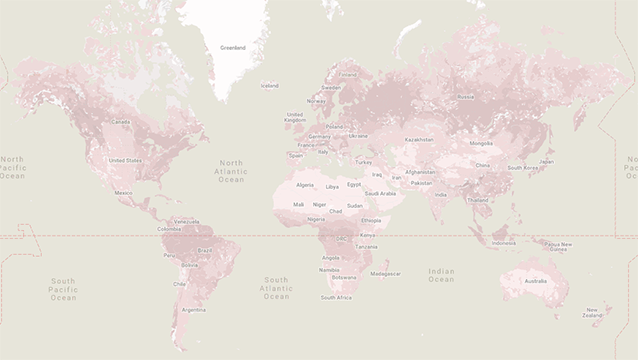 Greenland
Iceland
Finland
Sweden
Norway
Russia
United
Kingdom
Poland
Germany
Ukraine
France
Canada
Kazakhstan
Mongolia
Spain
Italy
Turkey
United States
North
Pacific
Ocean
North
Atlantic
Ocean
China
South Korea
Japan
Iraq
Iran
Afghanistan
Pakistan
Algeria
Libya
Egypt
Saudi Arabia
India
Mexico
Mali
Niger
Chad
Sudan
Thailand
Nigeria
Ethiopia
Venezuela
Colombia
Kenya
DRC
Tanzania
Indonesia
Papua New
Guinea
Peru
Brazil
Bolivia
Angola
Namibia
Botswana
Madagascar
South
Pacific
Ocean
South
Atlantic
Ocean
Indian
Ocean
Chile
Australia
South Africa
Argentina
New
Zealand